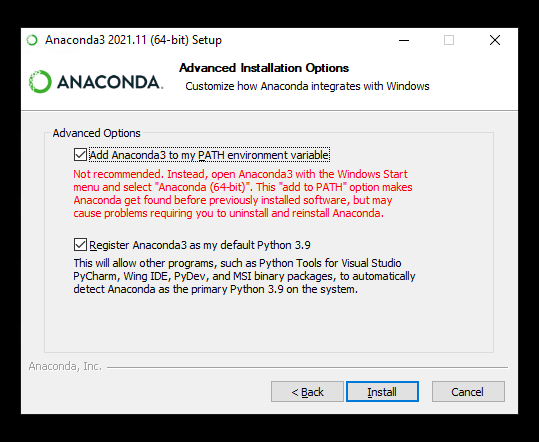 Anaconda3 2021.11 (64-bit) Setup
ANACONDA.
Advanced Installation Options
Customize how Anaconda integrates with Windows
Advanced Options
Add Anaconda3 to my PATH environment variable
Not recommended. Instead, open Anaconda3 with the Windows Start
menu and select "Anaconda (64-bit)". This "add to PATH" option makes
Anaconda get found before previously installed software, but may
cause problems requiring you to uninstall and reinstall Anaconda.
Register Anaconda3 as my default Python 3.9
This will allow other programs, such as Python Tools for Visual Studio
PyCharm, Wing IDE, PyDev, and MSI binary packages, to automatically
detect Anaconda as the primary Python 3.9 on the system.
Anaconda, Inc.
< Back
Install
Cancel